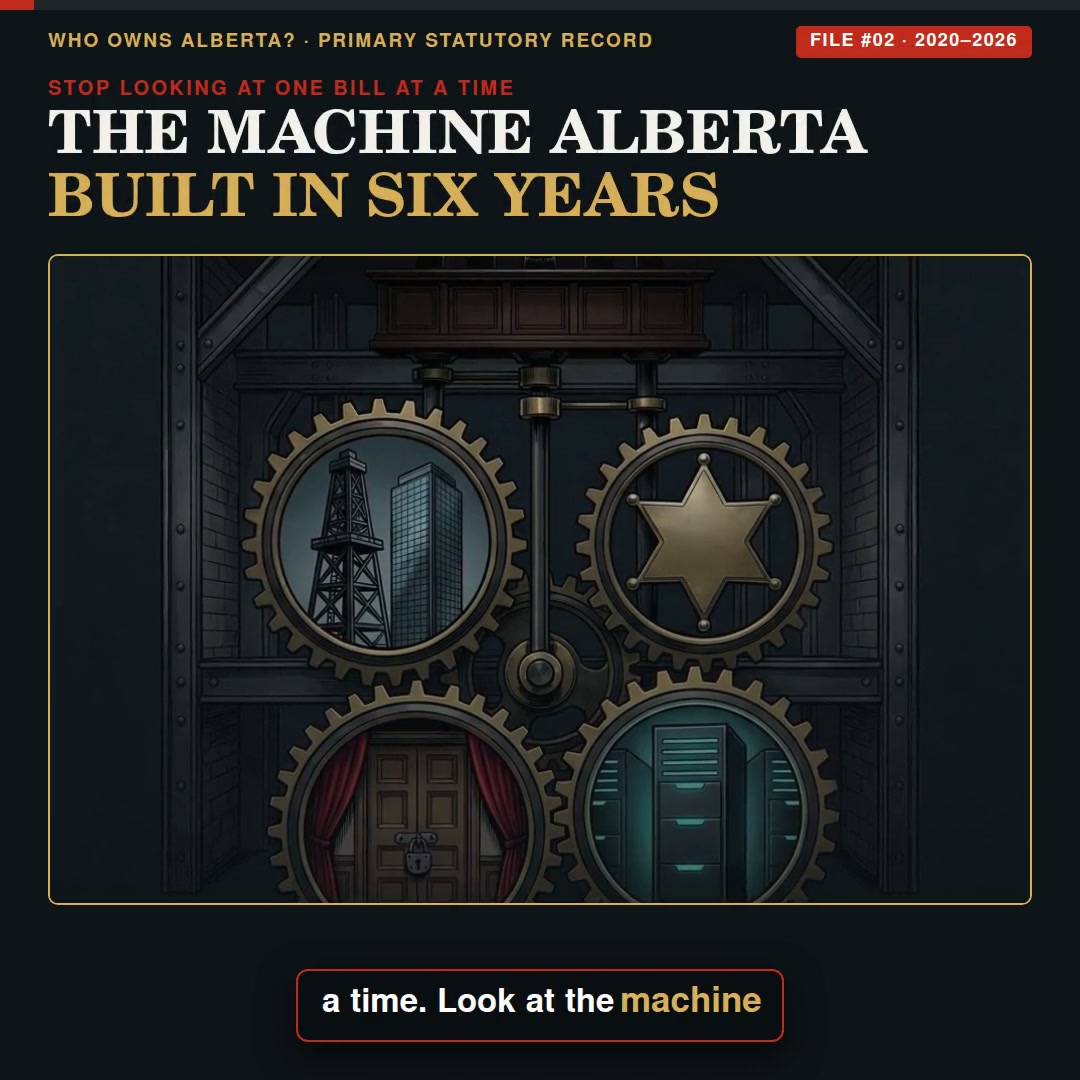 WHO OWNS ALBERTA? · PRIMARY STATUTORY RECORD
FILE #02 · 2020–2026
STOP LOOKING AT ONE BILL AT A TIME
THE MACHINE ALBERTA
BUILT IN SIX YEARS
a time. Look at the machine